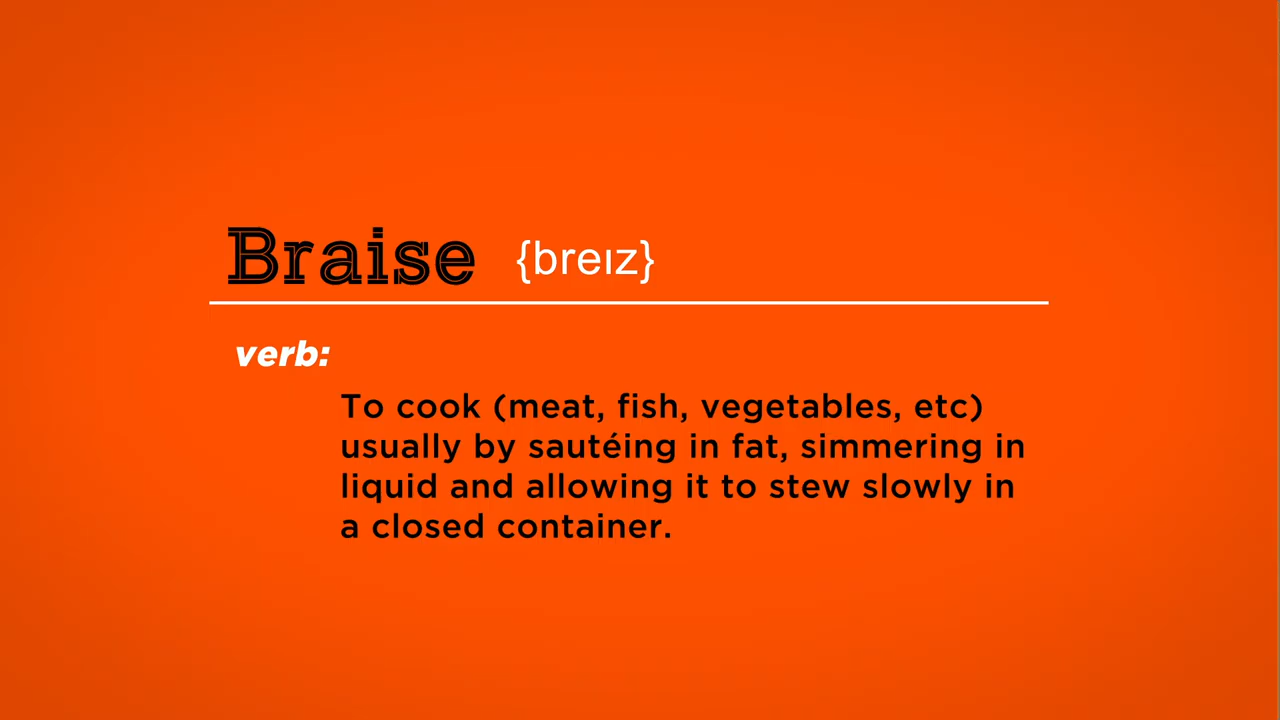 Braise {breɪz}
verb:
To cook (meat, fish, vegetables, etc)
usually by sautéing in fat, simmering in
liquid and allowing it to stew slowly in
a closed container.